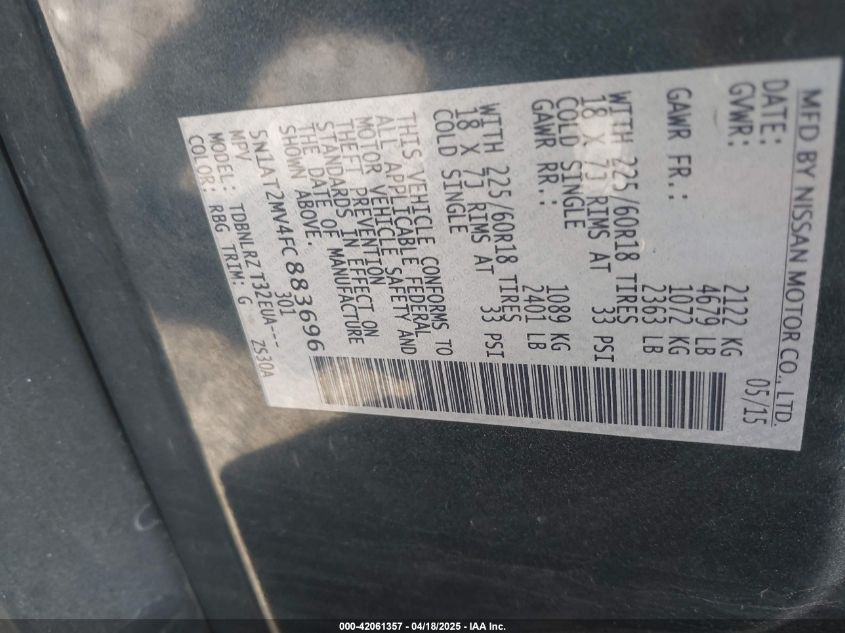 MFD BY NISSAN MOTOR CO., LTD.
DATE: 05/15
GVWR: 2122 KG
4679 LB
GAWR FR.: 1072 KG
2363 LB
WITH 225/60R18 TIRES
18 X 7J RIMS AT 33 PSI
COLD SINGLE
GAWR RR.: 1089 KG
2401 LB
WITH 225/60R18 TIRES
18 X 7J RIMS AT 33 PSI
COLD SINGLE
THIS VEHICLE CONFORMS TO
ALL APPLICABLE FEDERAL
MOTOR VEHICLE SAFETY AND
THEFT PREVENTION
STANDARDS IN EFFECT ON
THE DATE OF MANUFACTURE
SHOWN ABOVE.
5N1AT2MV4FC883696
MPV 301
MODEL: TDBNLRZ T32EUA---
COLOR: RBG TRIM: G ZS30A
000-42061357 - 04/18/2025 - IAA Inc.